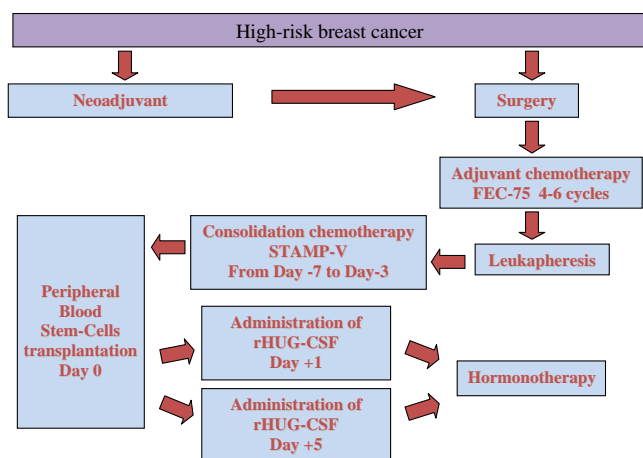 High-risk breast cancer
Neoadjuvant
Surgery
Adjuvant chemotherapy
FEC-75 4-6 cycles
Leukapheresis
Consolidation chemotherapy
STAMP-V
From Day -7 to Day-3
Peripheral
Blood
Stem-Cells
transplantation
Day 0
Administration of
rHUG-CSF
Day +1
Administration of
rHUG-CSF
Day +5
Hormonotherapy